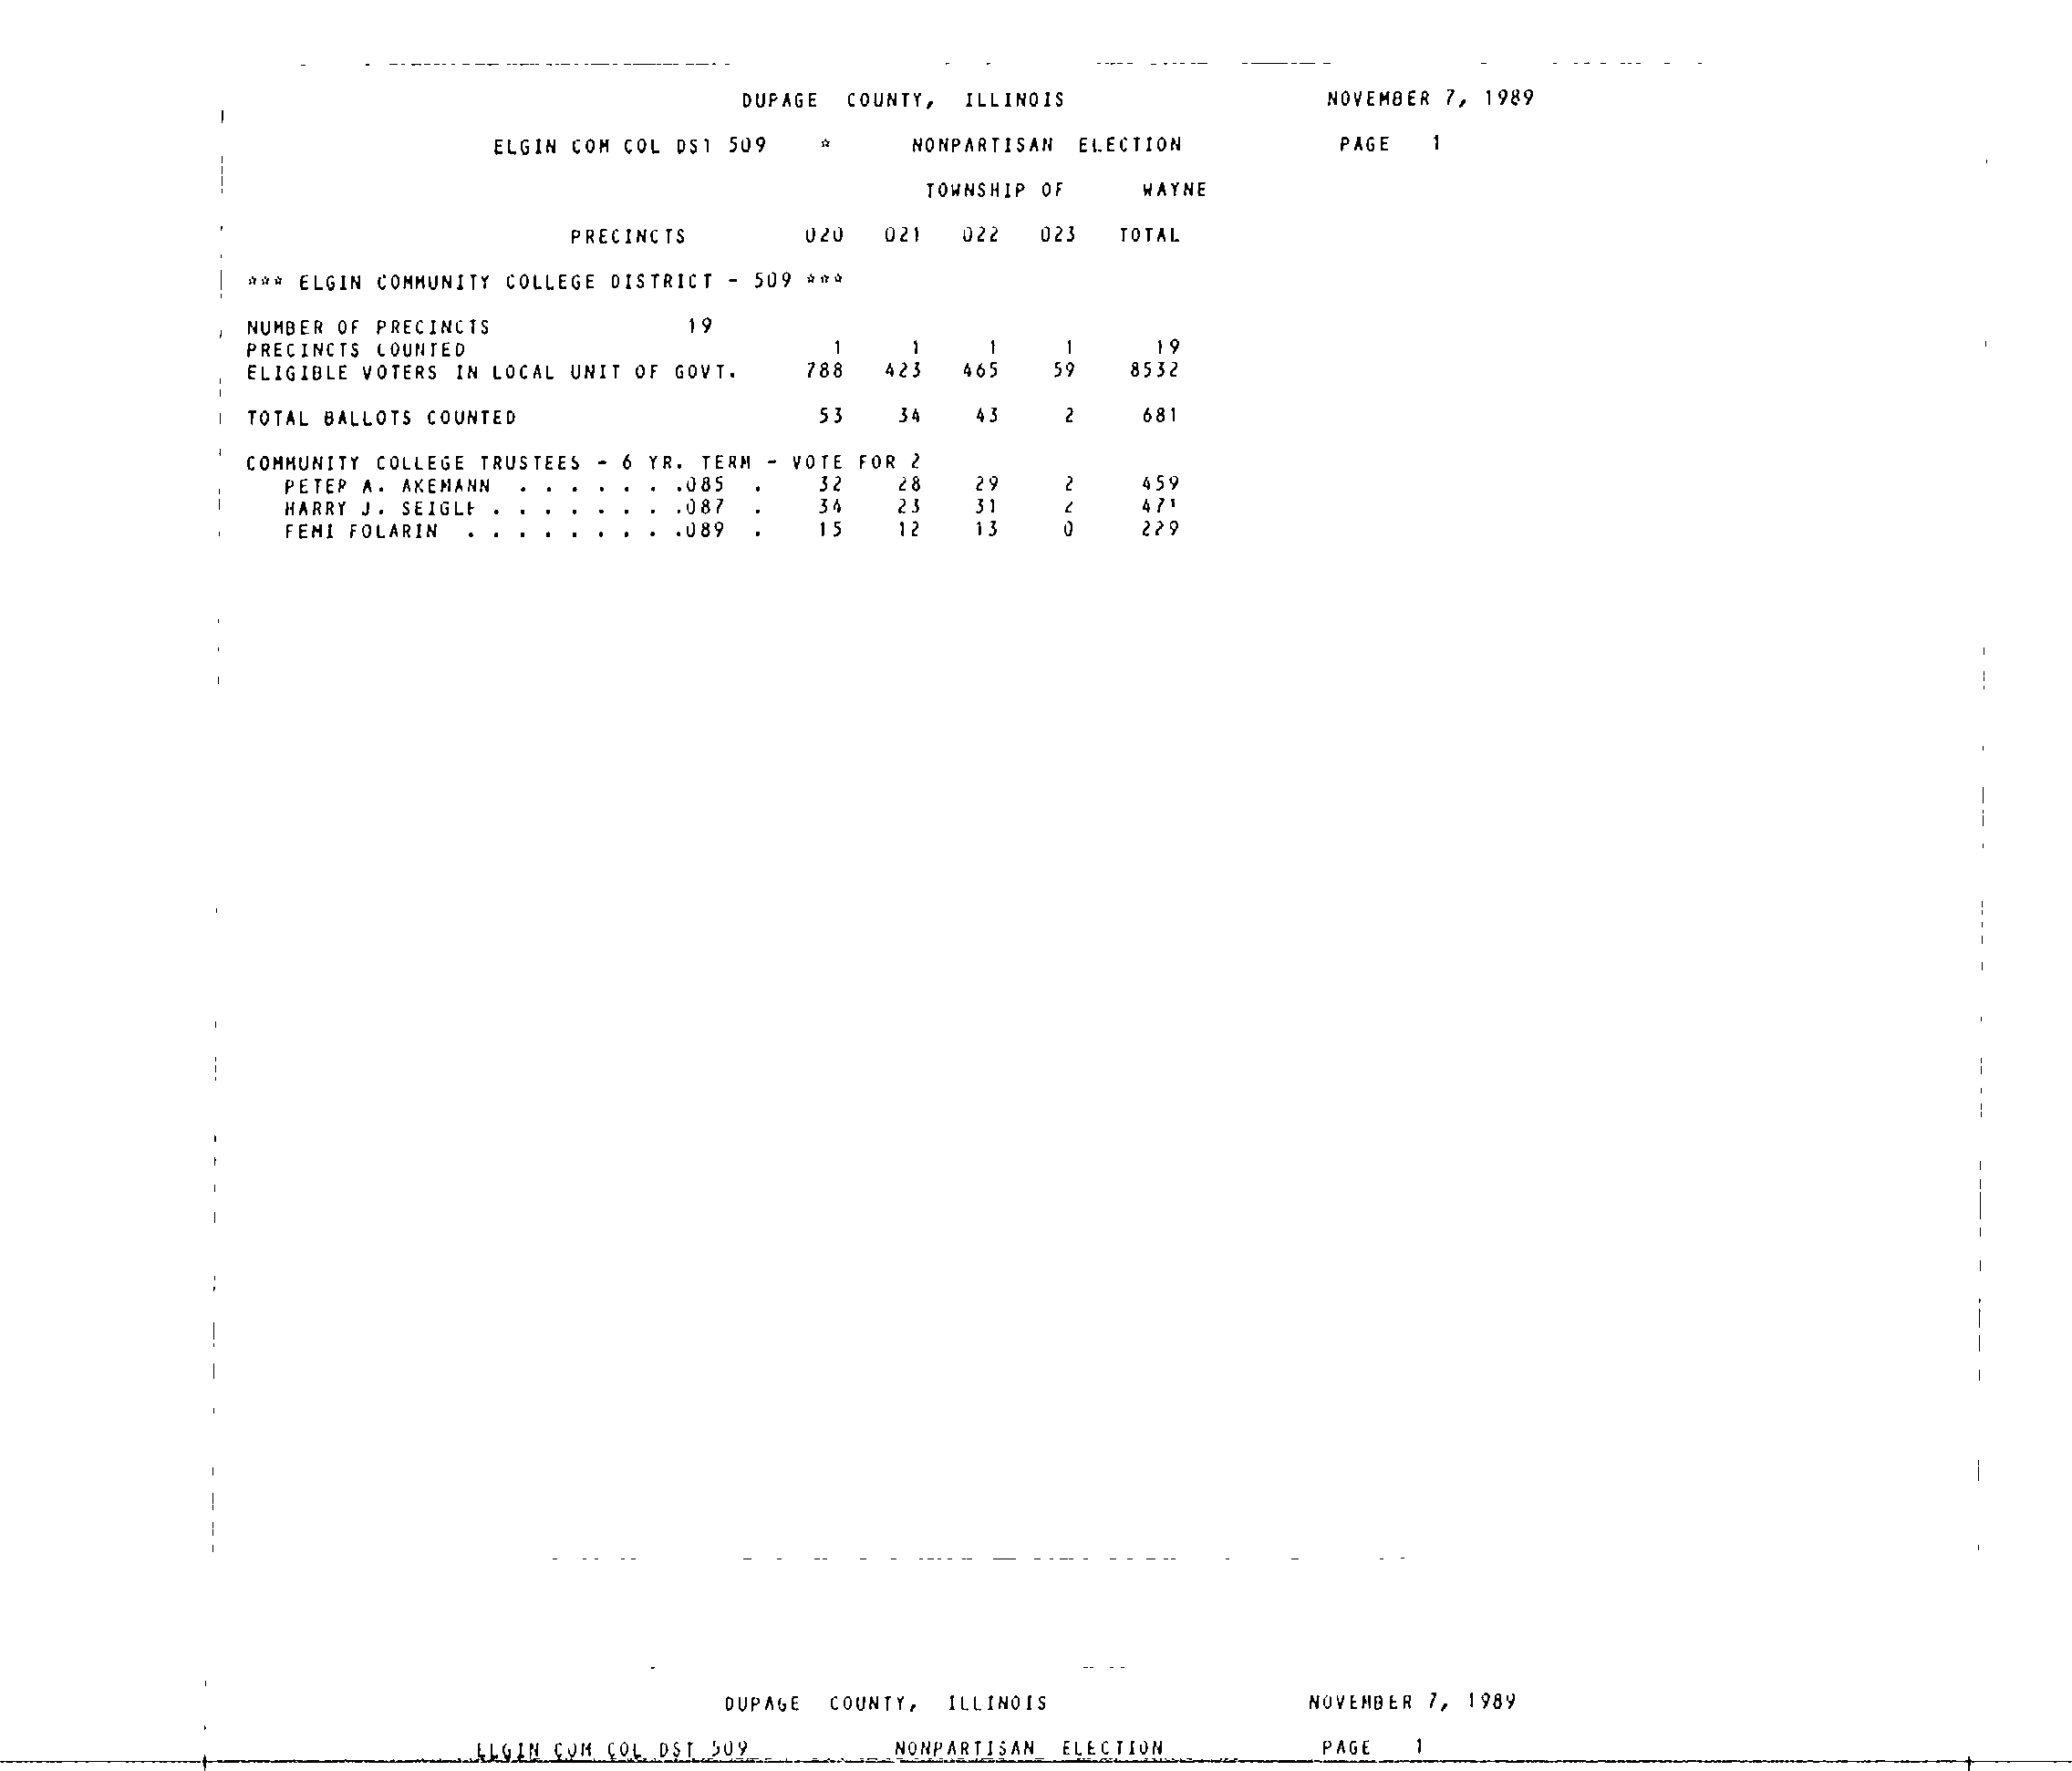 DUPAGE COUNTY, ILLINOIS NOVEMBER 7, 1989
ELGIN COM COL DST 509 * NONPARTISAN ELECTION PAGE 1
TOWNSHIP OF WAYNE
PRECINCTS 020 021 022 023 TOTAL
*** ELGIN COMMUNITY COLLEGE DISTRICT - 509 ***
NUMBER OF PRECINCTS 19
PRECINCTS COUNTED 1 1 1 1 19
ELIGIBLE VOTERS IN LOCAL UNIT OF GOVT. 788 423 465 59 8532
TOTAL BALLOTS COUNTED 53 34 43 2 681
COMMUNITY COLLEGE TRUSTEES - 6 YR. TERM - VOTE FOR 2
PETER A. AKEMANN . . . . . . .085 . 32 28 29 2 459
HARRY J. SEIGLE . . . . . . . .087 . 34 23 31 2 471
FEMI FOLARIN . . . . . . . . .089 . 15 12 13 0 229
DUPAGE COUNTY, ILLINOIS NOVEMBER 7, 1989
ELGIN COM COL DST 509 NONPARTISAN ELECTION PAGE 1